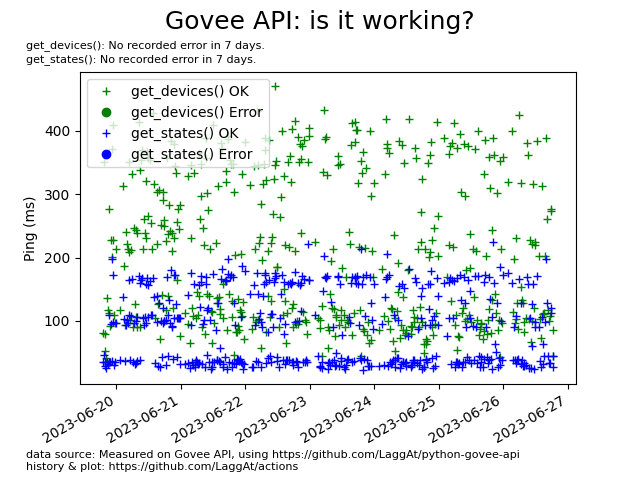 Govee API: is it working?
get_devices(): No recorded error in 7 days.
get_states(): No recorded error in 7 days.
get_devices() OK
get_devices() Error
get_states() OK
get_states() Error
Ping (ms)
400
300
200
100
2023-06-20
2023-06-21
2023-06-22
2023-06-23
2023-06-24
2023-06-25
2023-06-26
2023-06-27
data source: Measured on Govee API, using https://github.com/LaggAt/python-govee-api
history & plot: https://github.com/LaggAt/actions